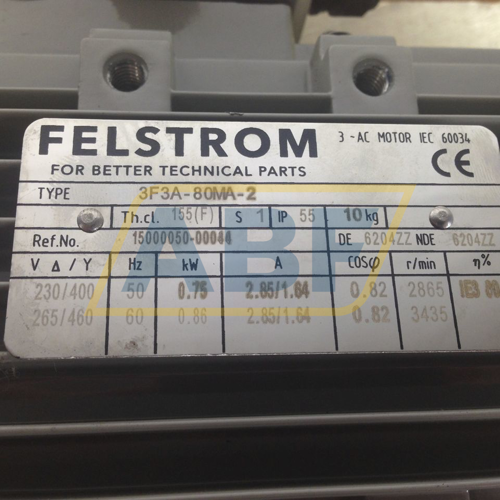 FELSTROM
3 - AC MOTOR IEC 60034
FOR BETTER TECHNICAL PARTS
CE
TYPE 3F3A-80MA-2
Th.cl. 155(F) S 1 IP 55 10 kg
Ref.No. 15000050-00044 DE 6204ZZ NDE 6204ZZ
V Δ / Y Hz kW A COSφ r/min η%
230/400 50 0.75 2.85/1.64 0.82 2865 IE3
265/460 60 0.86 2.85/1.64 0.82 3435
ABF